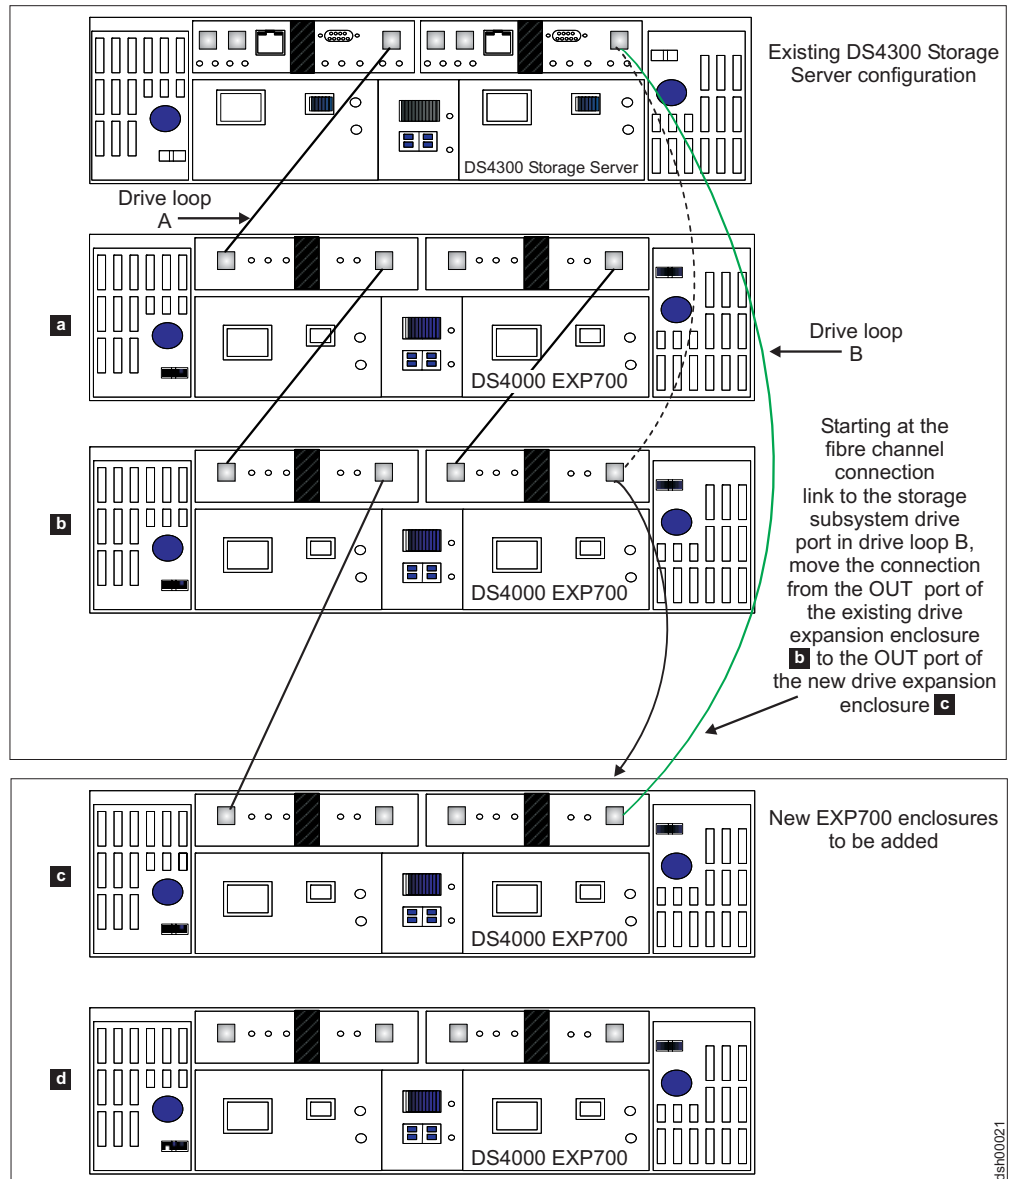 Existing DS4300 Storage
Server configuration
DS4300 Storage Server
Drive loop
A
a
DS4000 EXP700
Drive loop
B
b
DS4000 EXP700
Starting at the
fibre channel
connection
link to the storage
subsystem drive
port in drive loop B,
move the connection
from the OUT port of
the existing drive
expansion enclosure
b to the OUT port of
the new drive expansion
enclosure c
New EXP700 enclosures
to be added
c
DS4000 EXP700
d
DS4000 EXP700
dsh00021